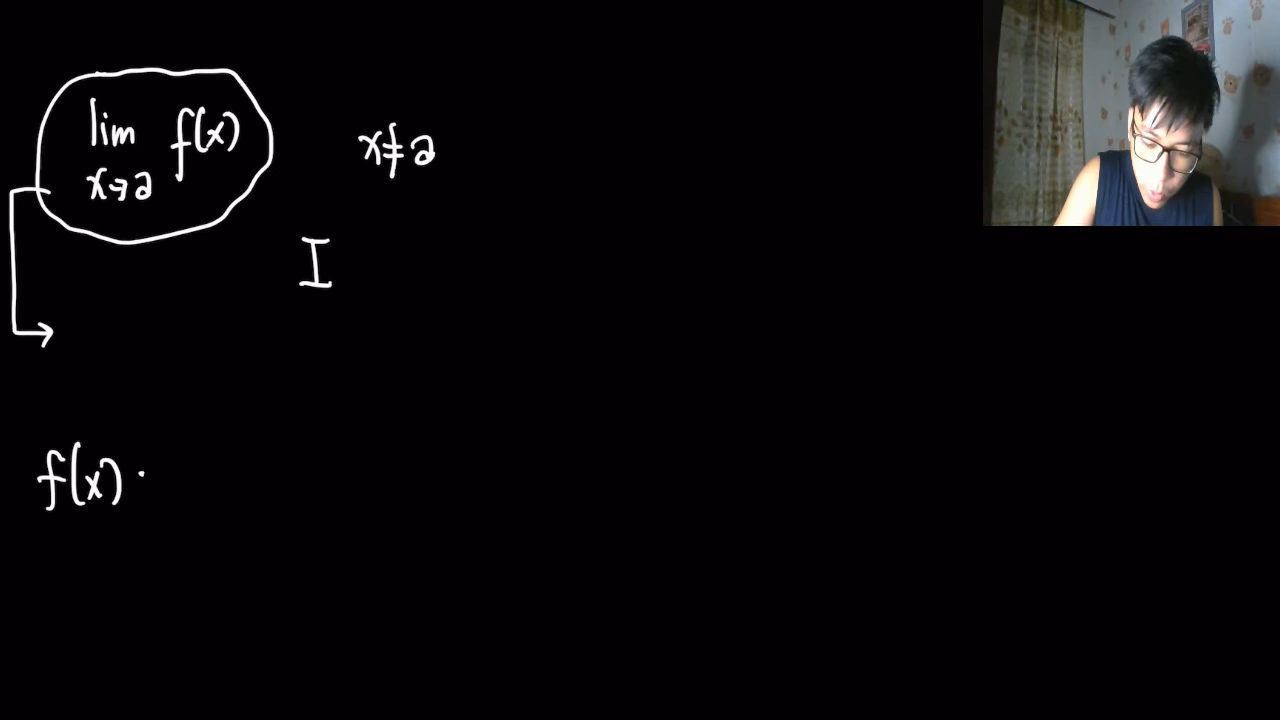 lim f(x)
x→a
x≠a
I
f(x)